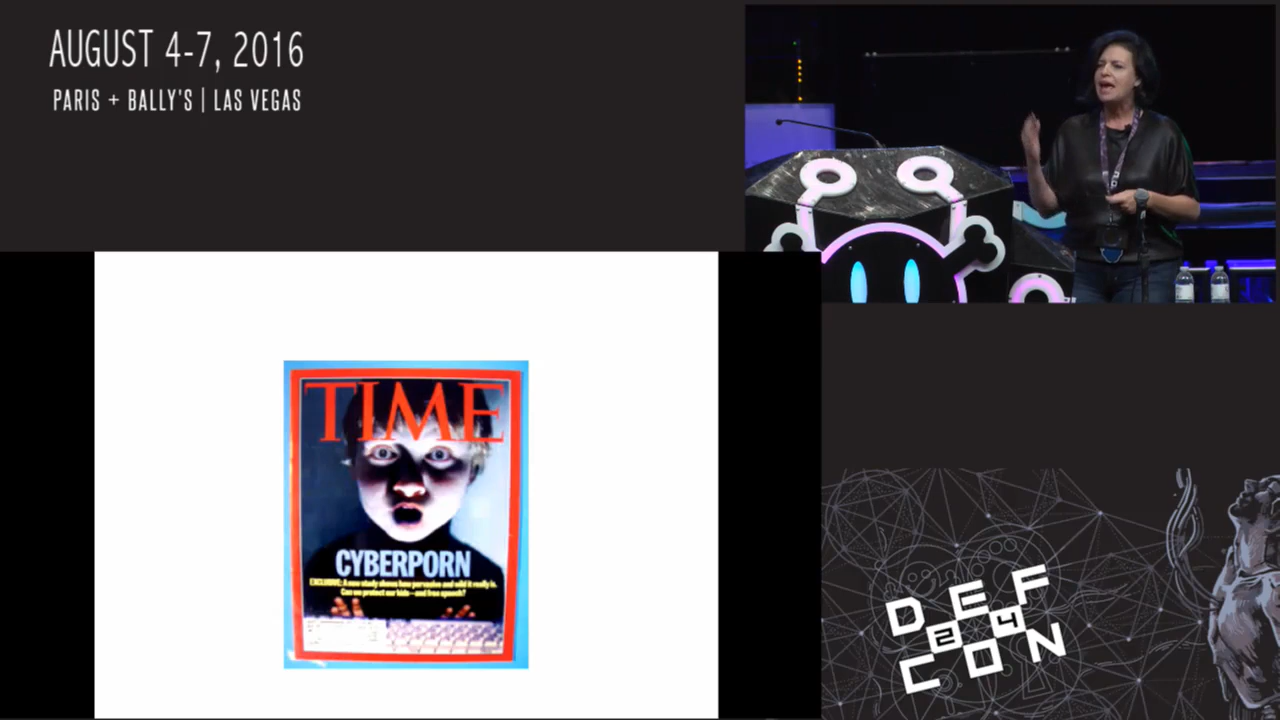 AUGUST 4-7, 2016
PARIS + BALLY'S | LAS VEGAS
TIME
CYBERPORN
EXCLUSIVE: A new study shows how pervasive and wild it really is.
Can we protect our kids—and free speech?
DEF
24
CON